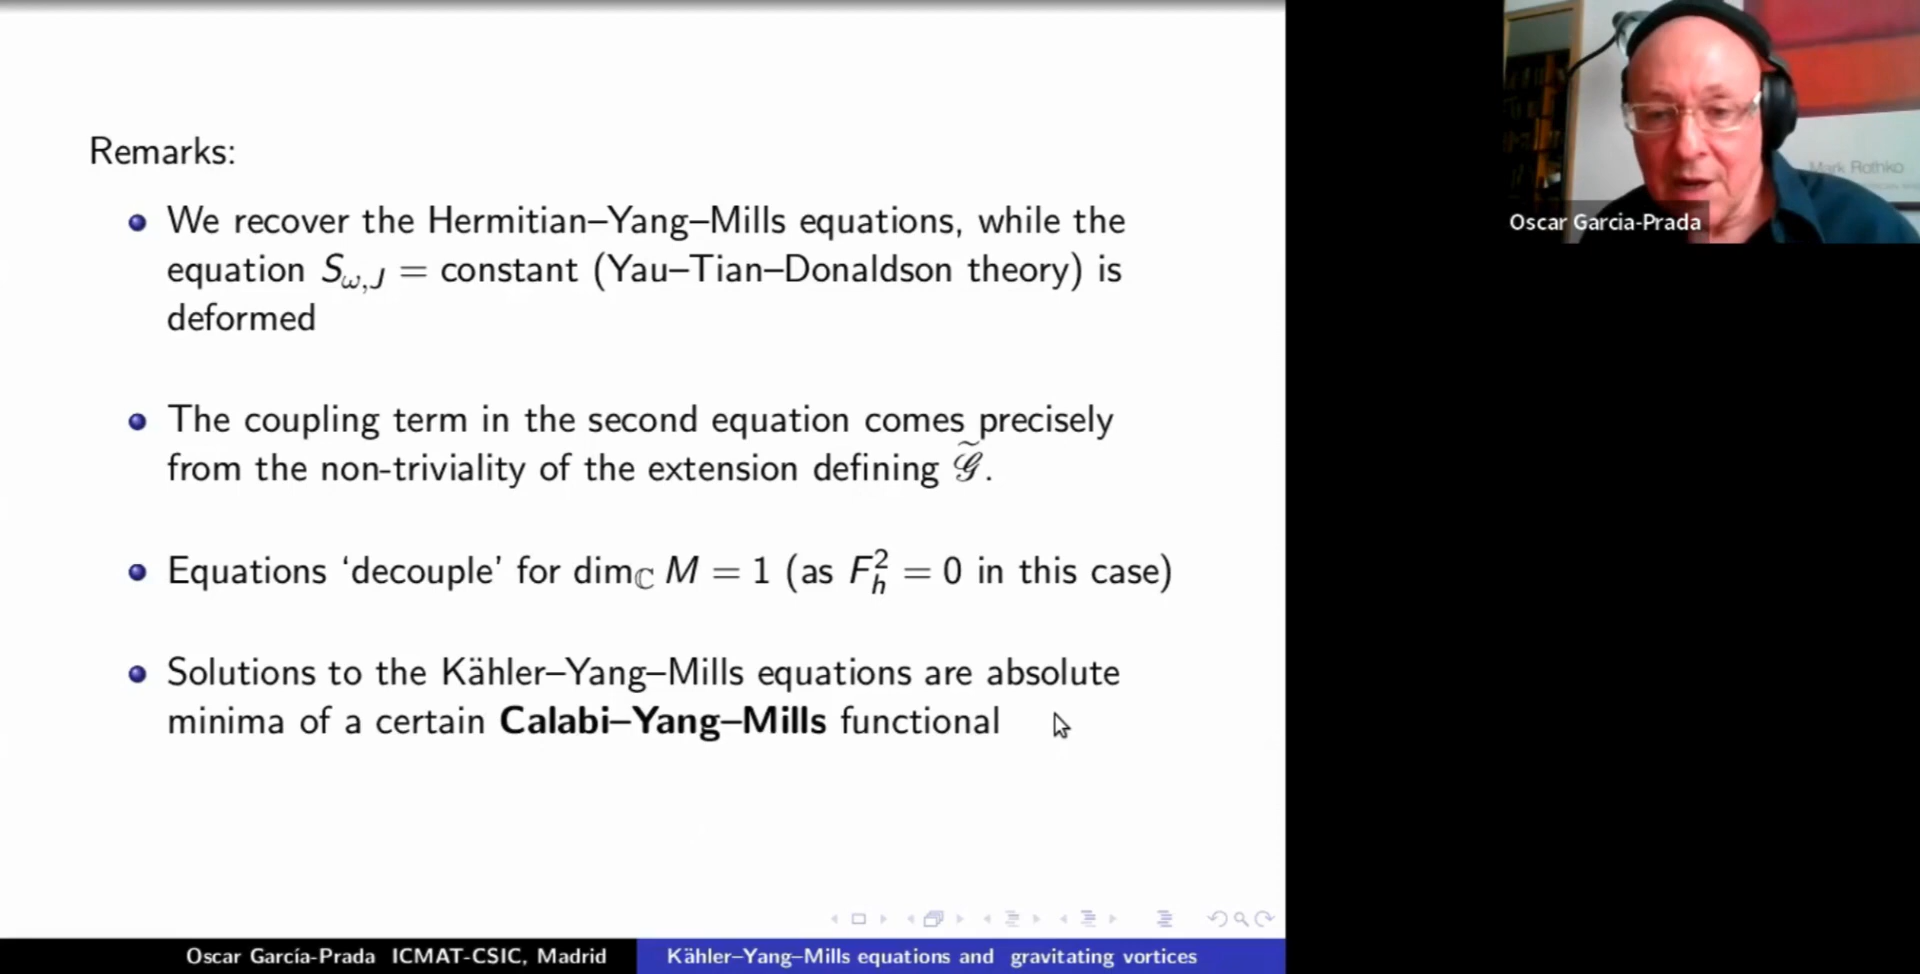 Remarks:
We recover the Hermitian–Yang–Mills equations, while the
equation S_{ω,J} = constant (Yau–Tian–Donaldson theory) is
deformed
The coupling term in the second equation comes precisely
from the non-triviality of the extension defining \widetilde{𝒢}.
Equations ‘decouple’ for dim_ℂ M = 1 (as F_h^2 = 0 in this case)
Solutions to the Kähler–Yang–Mills equations are absolute
minima of a certain Calabi–Yang–Mills functional
Oscar García-Prada ICMAT-CSIC, Madrid
Kähler–Yang–Mills equations and gravitating vortices
Mark Rothko
Oscar Garcia-Prada